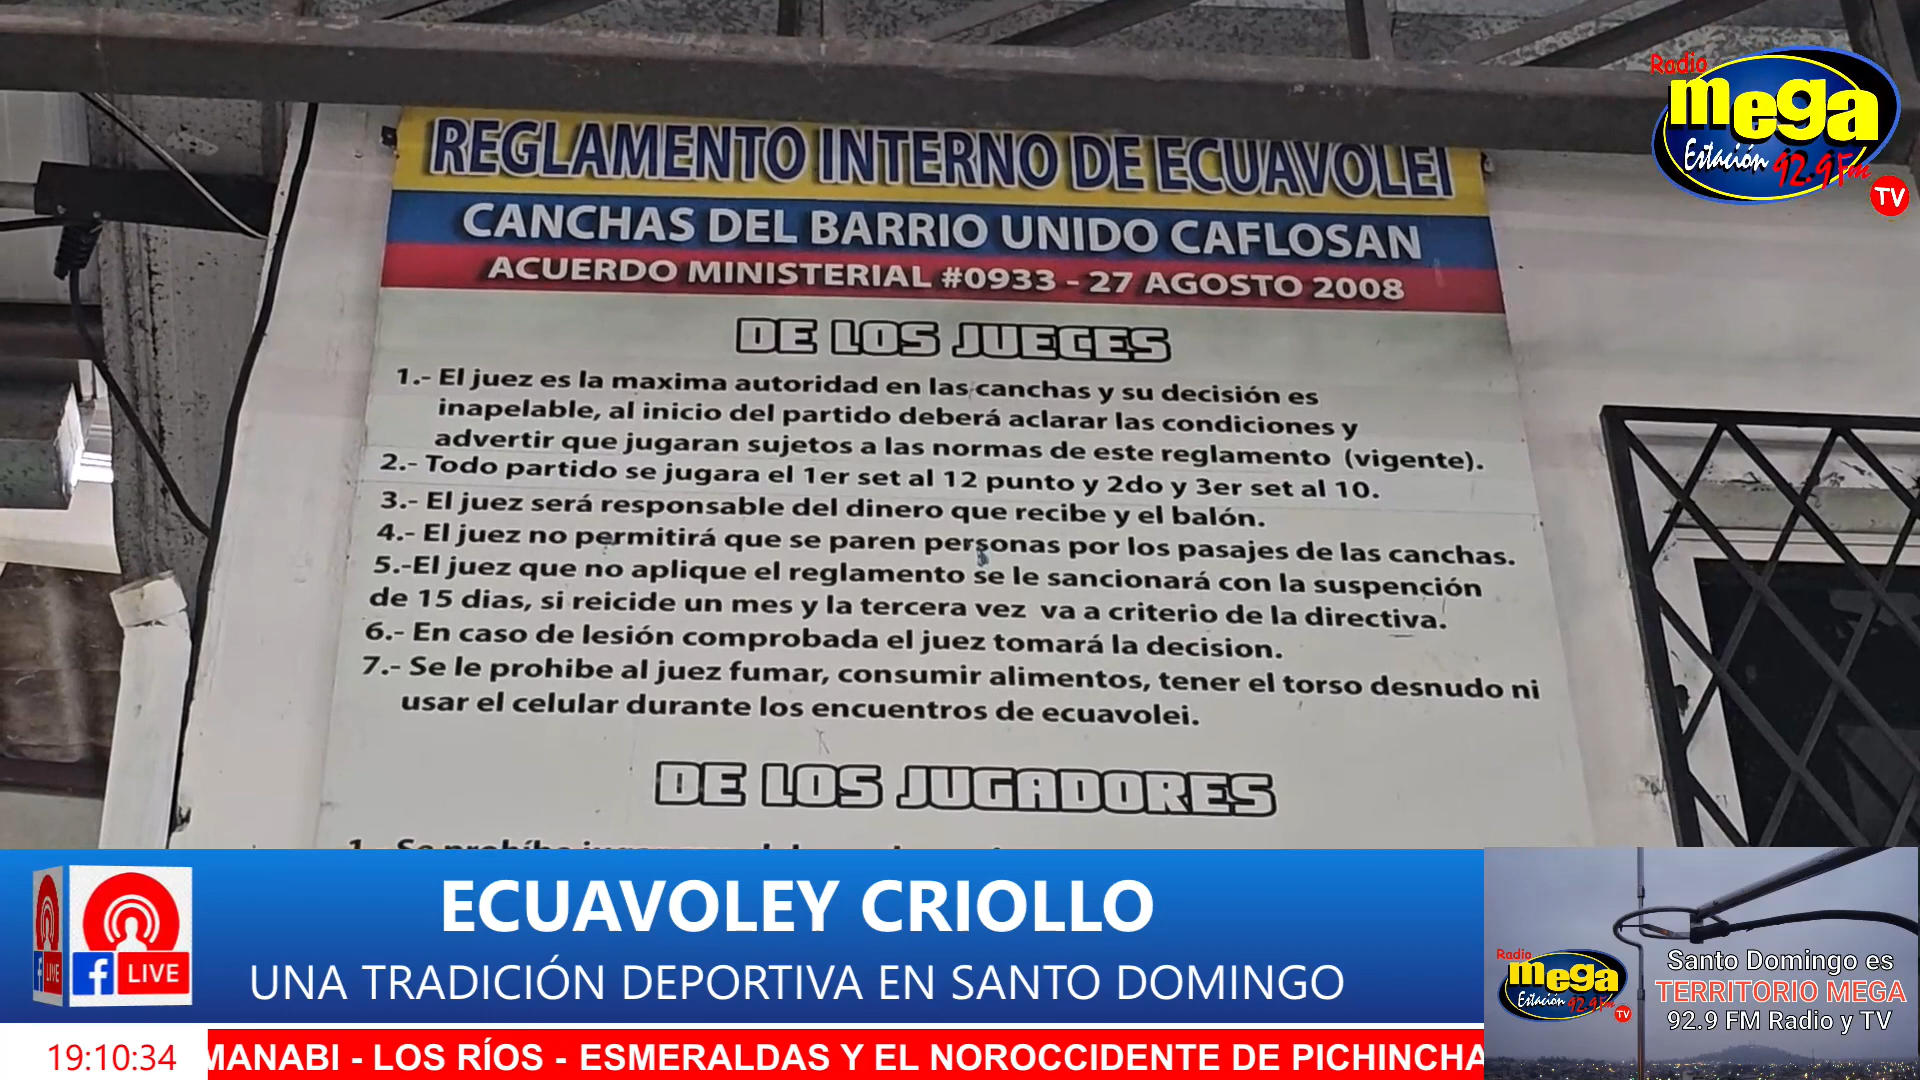 Radio
mega
Estación 92.9 Fm
TV
REGLAMENTO INTERNO DE ECUAVOLEI
CANCHAS DEL BARRIO UNIDO CAFLOSAN
ACUERDO MINISTERIAL #0933 - 27 AGOSTO 2008
DE LOS JUECES
1.- El juez es la maxima autoridad en las canchas y su decisión es
inapelable, al inicio del partido deberá aclarar las condiciones y
advertir que jugaran sujetos a las normas de este reglamento (vigente).
2.- Todo partido se jugara el 1er set al 12 punto y 2do y 3er set al 10.
3.- El juez será responsable del dinero que recibe y el balón.
4.- El juez no permitirá que se paren personas por los pasajes de las canchas.
5.-El juez que no aplique el reglamento se le sancionará con la suspención
de 15 dias, si reicide un mes y la tercera vez va a criterio de la directiva.
6.- En caso de lesión comprobada el juez tomará la decision.
7.- Se le prohibe al juez fumar, consumir alimentos, tener el torso desnudo ni
usar el celular durante los encuentros de ecuavolei.
DE LOS JUGADORES
1.- Se prohíbe
ECUAVOLEY CRIOLLO
UNA TRADICIÓN DEPORTIVA EN SANTO DOMINGO
f LIVE
f LIVE
Radio
mega
Estación 92.9 Fm
TV
Santo Domingo es
TERRITORIO MEGA
92.9 FM Radio y TV
19:10:34
MANABI - LOS RÍOS - ESMERALDAS Y EL NOROCCIDENTE DE PICHINCHA